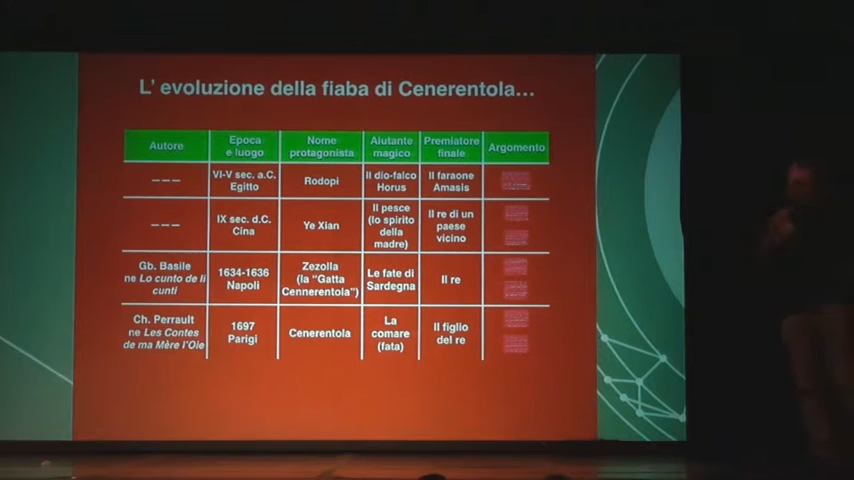 L' evoluzione della fiaba di Cenerentola...
Autore
Epoca
e luogo
Nome
protagonista
Aiutante
magico
Premiatore
finale
Argomento
– – –
VI-V sec. a.C.
Egitto
Rodopi
Il dio-falco
Horus
Il faraone
Amasis
– – –
IX sec. d.C.
Cina
Ye Xian
Il pesce
(lo spirito
della
madre)
Il re di un
paese
vicino
Gb. Basile
ne Lo cunto de li
cunti
1634-1636
Napoli
Zezolla
(la "Gatta
Cennerentola")
Le fate di
Sardegna
Il re
Ch. Perrault
ne Les Contes
de ma Mère l'Oie
1697
Parigi
Cenerentola
La
comare
(fata)
Il figlio
del re